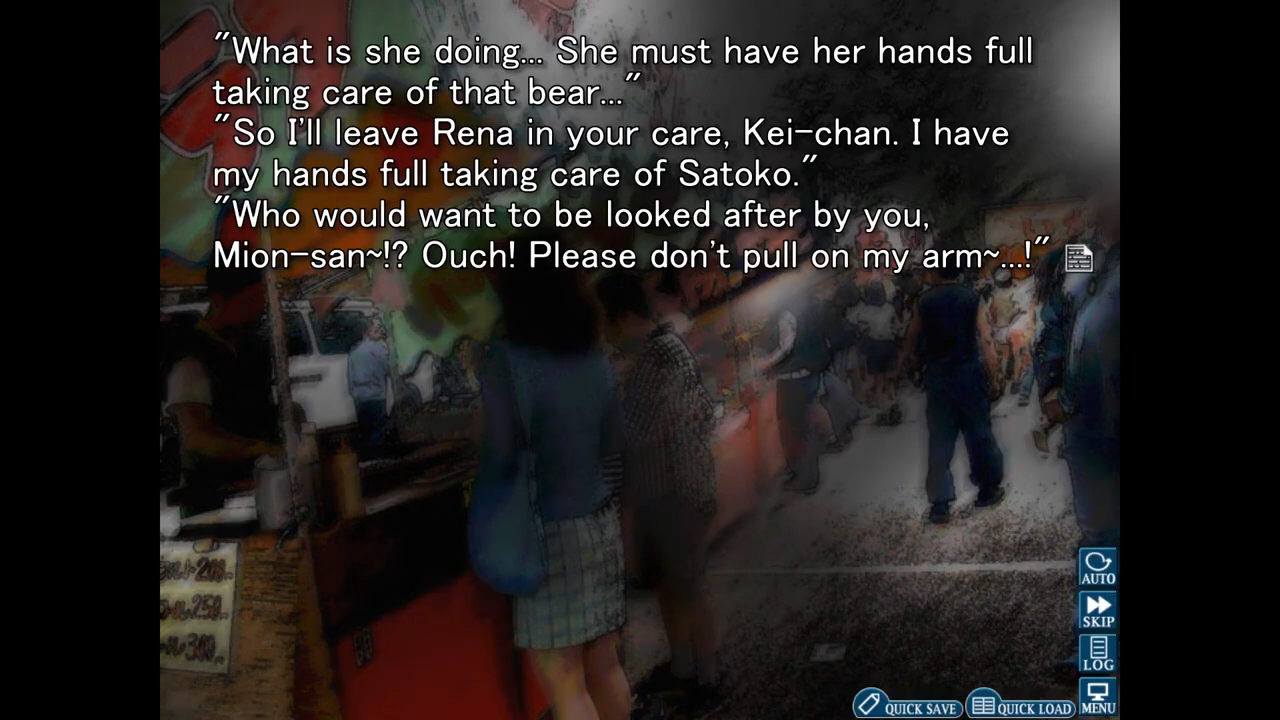 "What is she doing... She must have her hands full
taking care of that bear..."
"So I'll leave Rena in your care, Kei-chan. I have
my hands full taking care of Satoko."
"Who would want to be looked after by you,
Mion-san~!? Ouch! Please don't pull on my arm~...!"
200
250
300
AUTO
SKIP
LOG
MENU
QUICK SAVE
QUICK LOAD